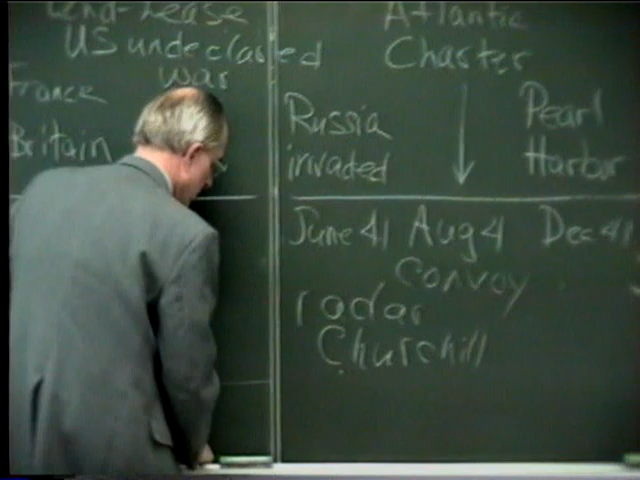 Lend-Lease
US undeclared
war
France
Britain
Atlantic
Charter
Russia
invaded
Pearl
Harbor
June 41 Aug 41 Dec 41
Convoy
radar
Churchill